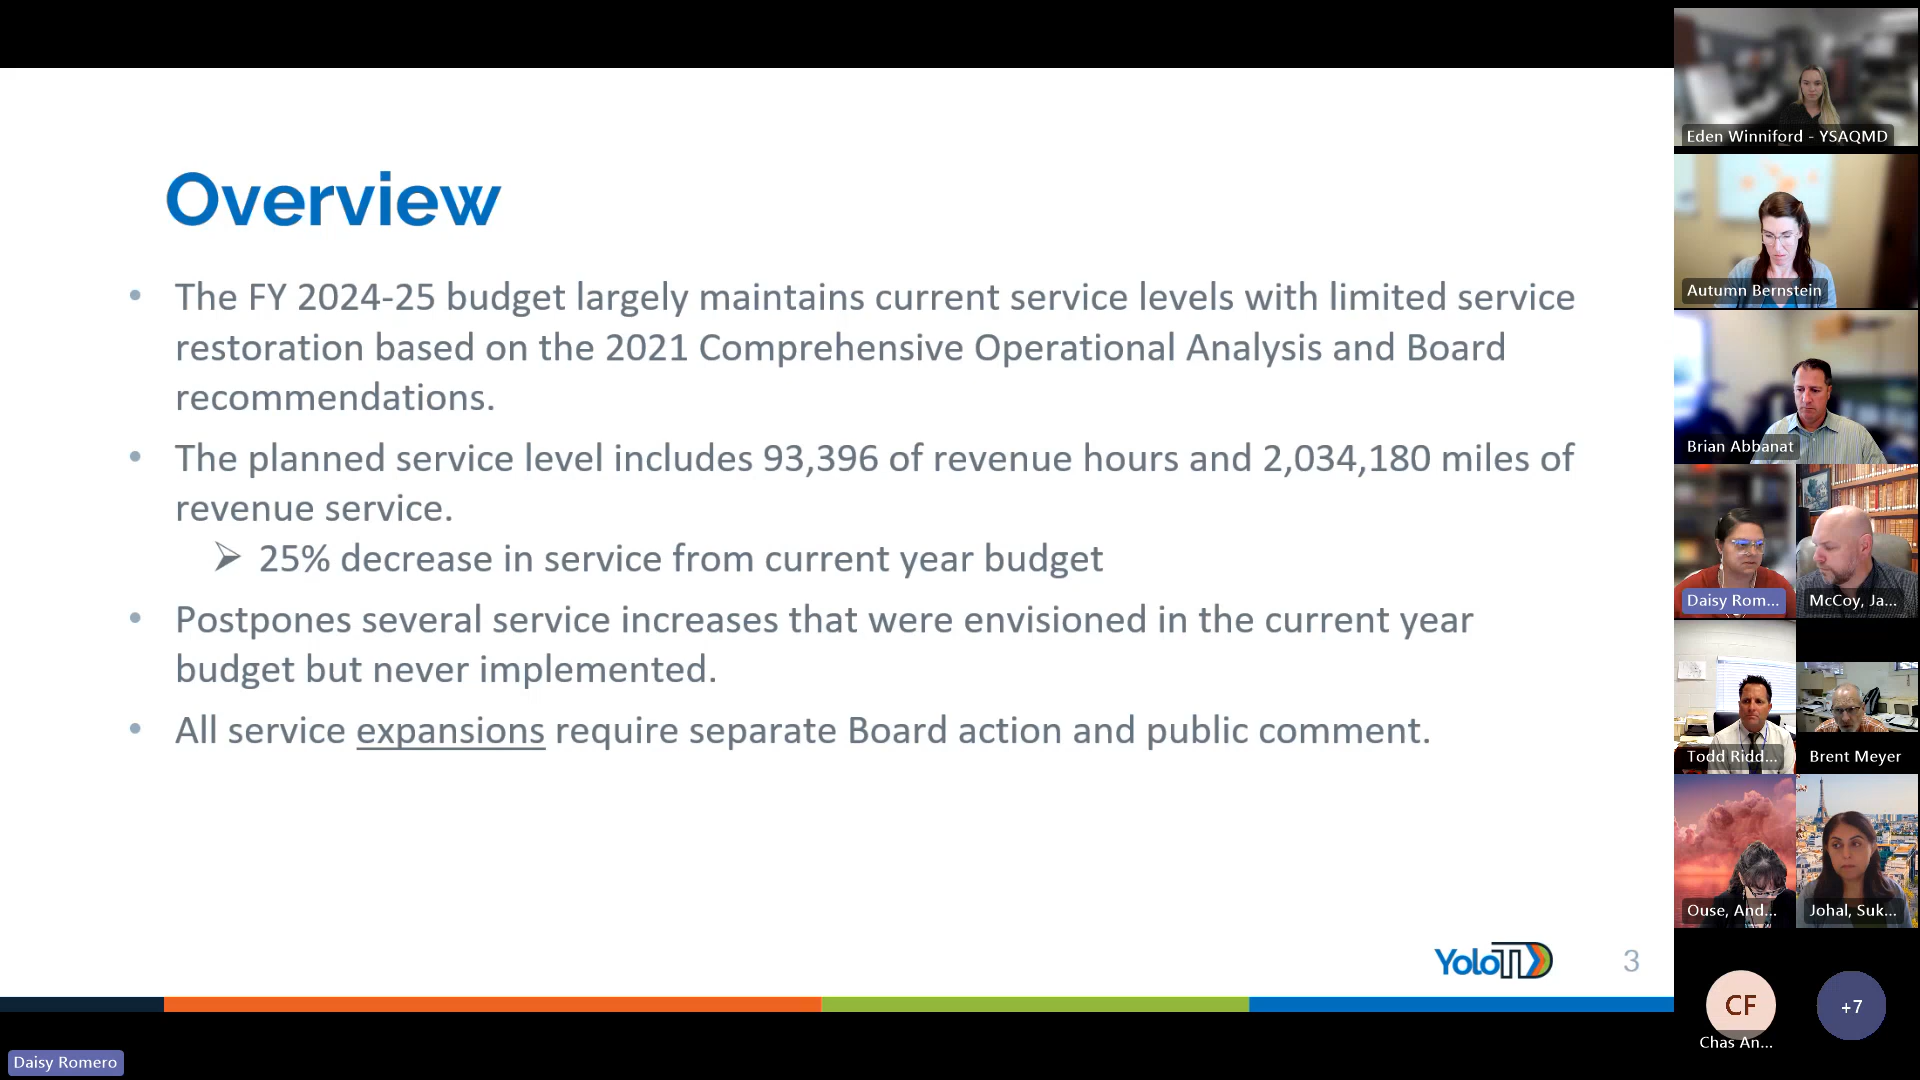 Overview
• The FY 2024-25 budget largely maintains current service levels with limited service
restoration based on the 2021 Comprehensive Operational Analysis and Board
recommendations.
• The planned service level includes 93,396 of revenue hours and 2,034,180 miles of
revenue service.
➢ 25% decrease in service from current year budget
• Postpones several service increases that were envisioned in the current year
budget but never implemented.
• All service expansions require separate Board action and public comment.
YoloTD
3
Daisy Romero
Eden Winniford - YSAQMD
Autumn Bernstein
Brian Abbanat
Daisy Rom...
McCoy, Ja...
Todd Ridd...
Brent Meyer
Ouse, And...
Johal, Suk...
CF
Chas An...
+7